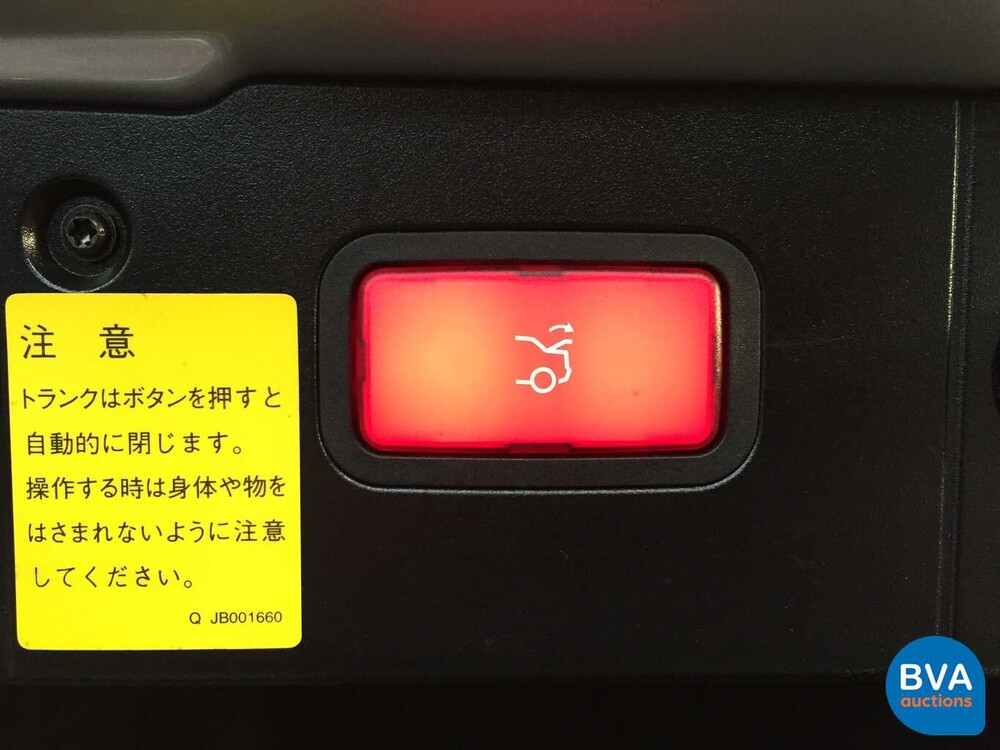 注 意
トランクはボタンを押すと
自動的に閉じます。
操作する時は身体や物を
はさまれないように注意
してください。
Q JB001660
BVA
auctions